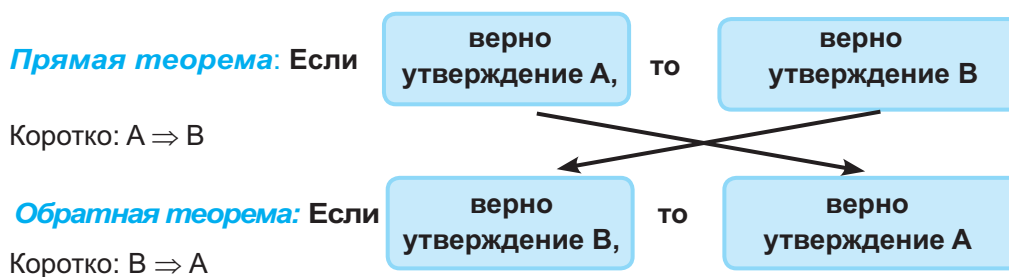 Прямая теорема: Если
верно
утверждение А,
то
верно
утверждение В
Коротко: А ⇒ В
Обратная теорема: Если
верно
утверждение В,
то
верно
утверждение А
Коротко: В ⇒ А